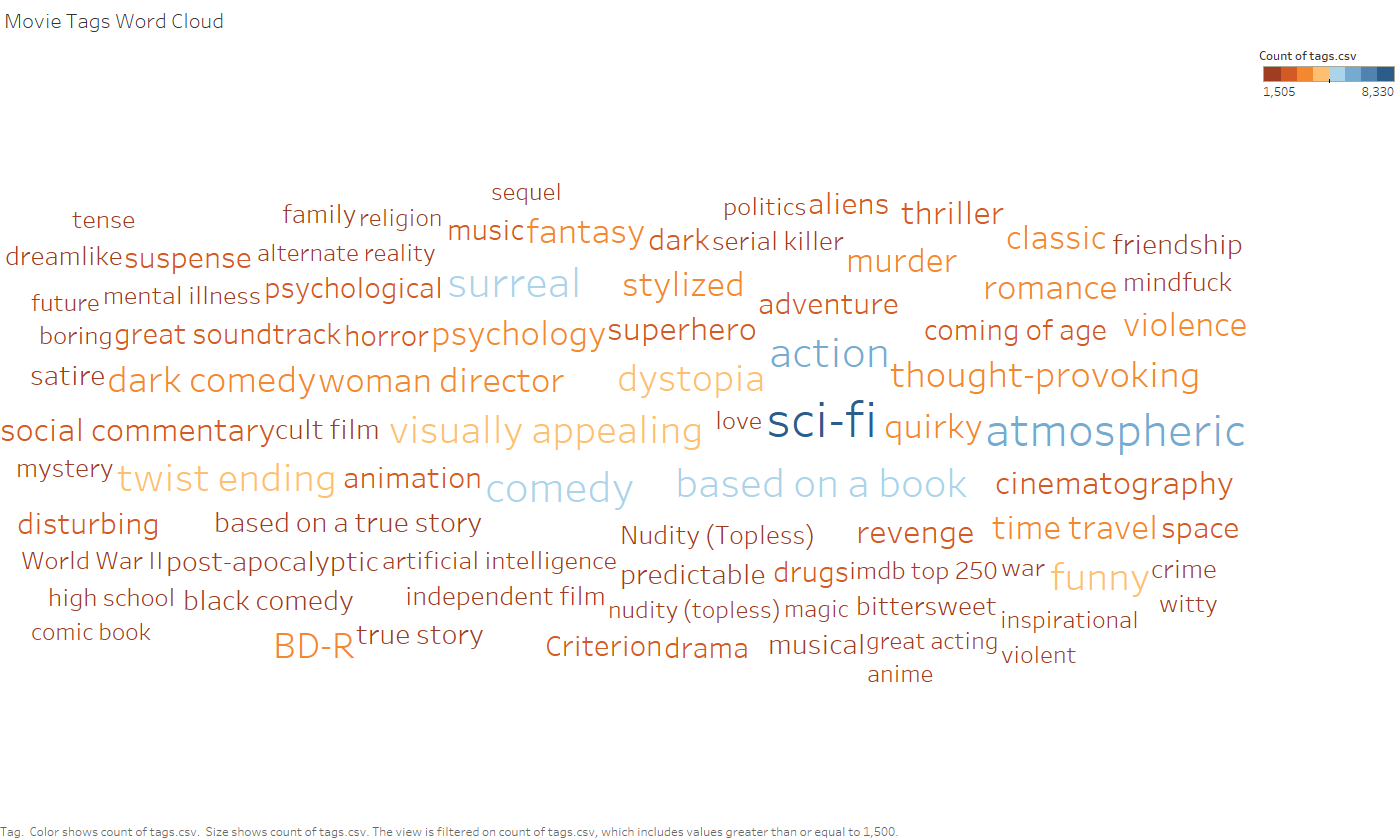 Movie Tags Word Cloud
Count of tags.csv
1,505 8,330
sequel
tense family religion music fantasy politics aliens thriller
dark serial killer classic friendship
dreamlike suspense alternate reality murder
future mental illness psychological surreal stylized adventure romance mindfuck
boring great soundtrack horror psychology superhero coming of age violence
satire dark comedy woman director dystopia action thought-provoking
social commentary cult film visually appealing love sci-fi quirky atmospheric
mystery twist ending animation comedy based on a book cinematography
disturbing based on a true story Nudity (Topless) revenge time travel space
World War II post-apocalyptic artificial intelligence predictable drugs imdb top 250 war funny crime
high school black comedy independent film nudity (topless) magic bittersweet inspirational witty
comic book BD-R true story Criterion drama musical great acting violent
anime
Tag. Color shows count of tags.csv. Size shows count of tags.csv. The view is filtered on count of tags.csv, which includes values greater than or equal to 1,500.